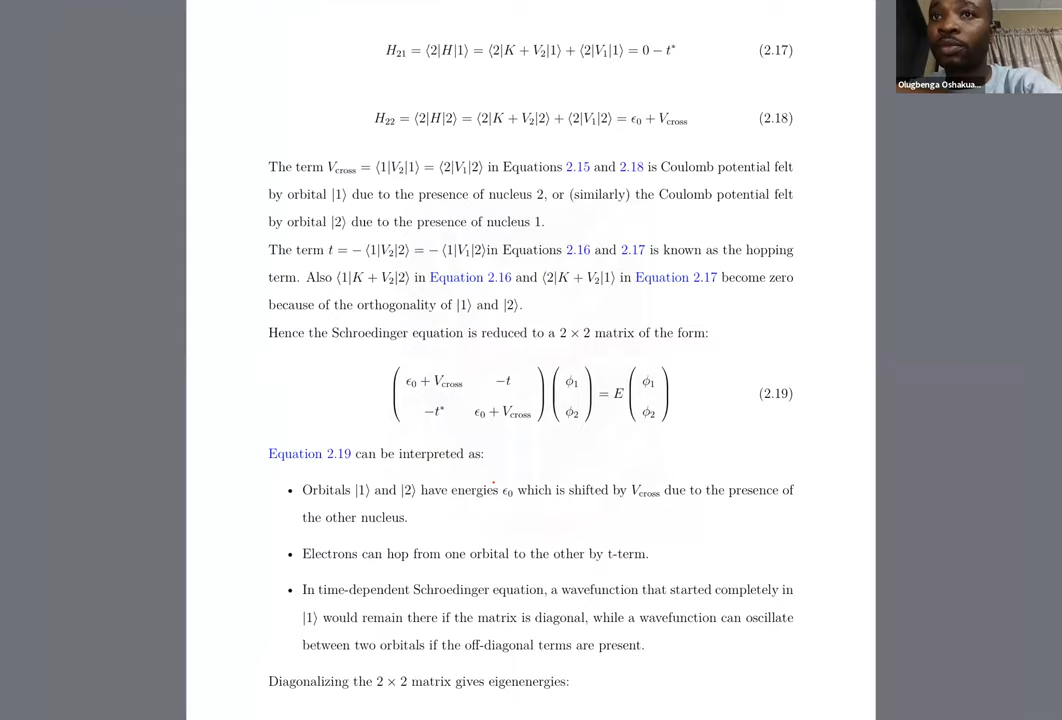 H₂₁ = ⟨2|H|1⟩ = ⟨2|K + V₂|1⟩ + ⟨2|V₁|1⟩ = 0 − t* (2.17)
Olugbenga Oshakua...
H₂₂ = ⟨2|H|2⟩ = ⟨2|K + V₂|2⟩ + ⟨2|V₁|2⟩ = ϵ₀ + V_cross (2.18)
The term V_cross = ⟨1|V₂|1⟩ = ⟨2|V₁|2⟩ in Equations 2.15 and 2.18 is Coulomb potential felt
by orbital |1⟩ due to the presence of nucleus 2, or (similarly) the Coulomb potential felt
by orbital |2⟩ due to the presence of nucleus 1.
The term t = − ⟨1|V₂|2⟩ = − ⟨1|V₁|2⟩in Equations 2.16 and 2.17 is known as the hopping
term. Also ⟨1|K + V₂|2⟩ in Equation 2.16 and ⟨2|K + V₂|1⟩ in Equation 2.17 become zero
because of the orthogonality of |1⟩ and |2⟩.
Hence the Schroedinger equation is reduced to a 2 × 2 matrix of the form:
ϵ₀ + V_cross −t ϕ₁ ϕ₁
= E (2.19)
−t* ϵ₀ + V_cross ϕ₂ ϕ₂
Equation 2.19 can be interpreted as:
• Orbitals |1⟩ and |2⟩ have energies ϵ₀ which is shifted by V_cross due to the presence of
the other nucleus.
• Electrons can hop from one orbital to the other by t-term.
• In time-dependent Schroedinger equation, a wavefunction that started completely in
|1⟩ would remain there if the matrix is diagonal, while a wavefunction can oscillate
between two orbitals if the off-diagonal terms are present.
Diagonalizing the 2 × 2 matrix gives eigenenergies: